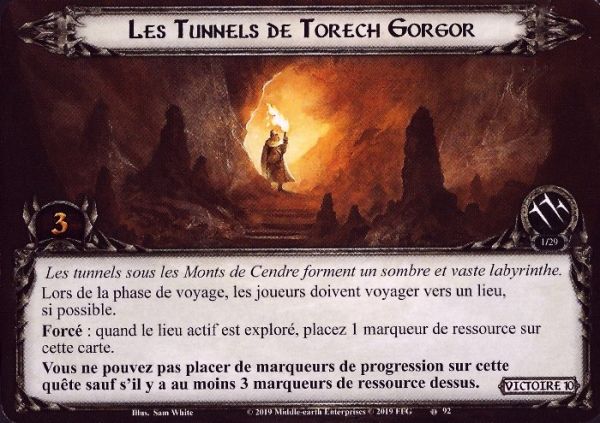 Les Tunnels de Torech Gorgor
3
1/29
Les tunnels sous les Monts de Cendre forment un sombre et vaste labyrinthe.
Lors de la phase de voyage, les joueurs doivent voyager vers un lieu,
si possible.
Forcé : quand le lieu actif est exploré, placez 1 marqueur de ressource sur
cette carte.
Vous ne pouvez pas placer de marqueurs de progression sur cette
quête sauf s'il y a au moins 3 marqueurs de ressource dessus.
VICTOIRE 10
Illus. Sam White © 2019 Middle-earth Enterprises © 2019 FFG 92